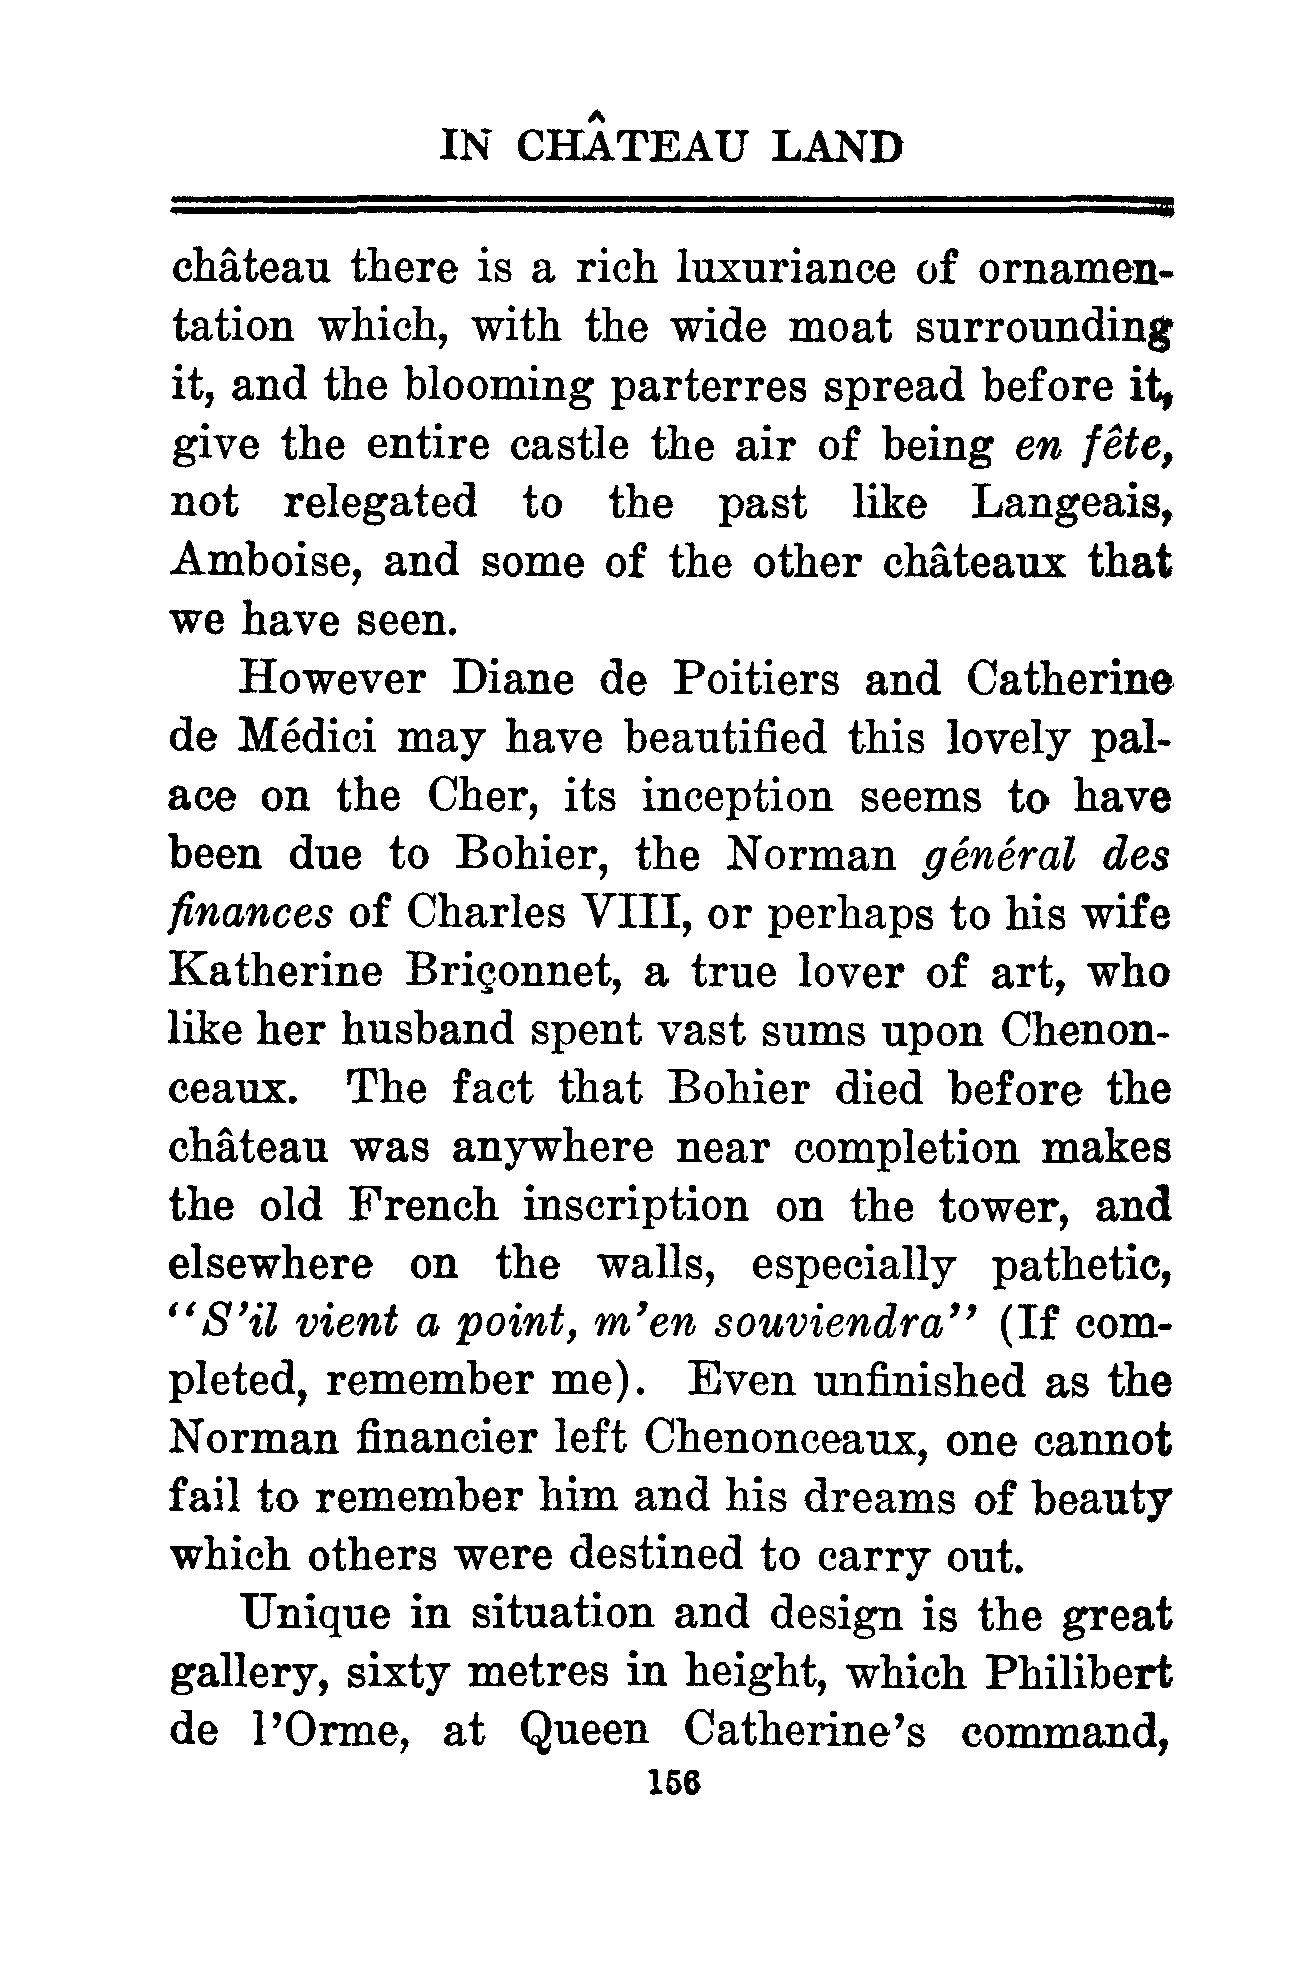 IN CHÂTEAU LAND
château there is a rich luxuriance of ornamen-
tation which, with the wide moat surrounding
it, and the blooming parterres spread before it,
give the entire castle the air of being en fête,
not relegated to the past like Langeais,
Amboise, and some of the other châteaux that
we have seen.
However Diane de Poitiers and Catherine
de Médici may have beautified this lovely pal-
ace on the Cher, its inception seems to have
been due to Bohier, the Norman général des
finances of Charles VIII, or perhaps to his wife
Katherine Briçonnet, a true lover of art, who
like her husband spent vast sums upon Chenon-
ceaux. The fact that Bohier died before the
château was anywhere near completion makes
the old French inscription on the tower, and
elsewhere on the walls, especially pathetic,
“S’il vient a point, m’en souviendra” (If com-
pleted, remember me). Even unfinished as the
Norman financier left Chenonceaux, one cannot
fail to remember him and his dreams of beauty
which others were destined to carry out.
Unique in situation and design is the great
gallery, sixty metres in height, which Philibert
de l’Orme, at Queen Catherine’s command,
156